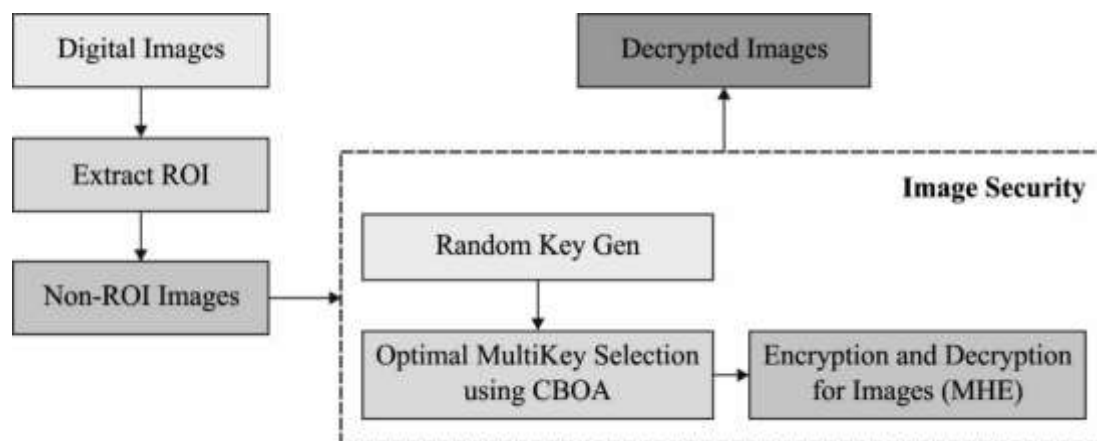 Digital Images
Decrypted Images
Extract ROI
Image Security
Random Key Gen
Non-ROI Images
Optimal MultiKey Selection
using CBOA
Encryption and Decryption
for Images (MHE)